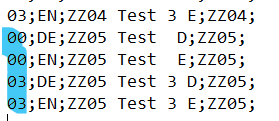 03;EN;ZZ04 Test 3 E;ZZ04;
00;DE;ZZ05 Test  D;ZZ05;
00;EN;ZZ05 Test  E;ZZ05;
03;DE;ZZ05 Test 3 D;ZZ05;
03;EN;ZZ05 Test 3 E;ZZ05;